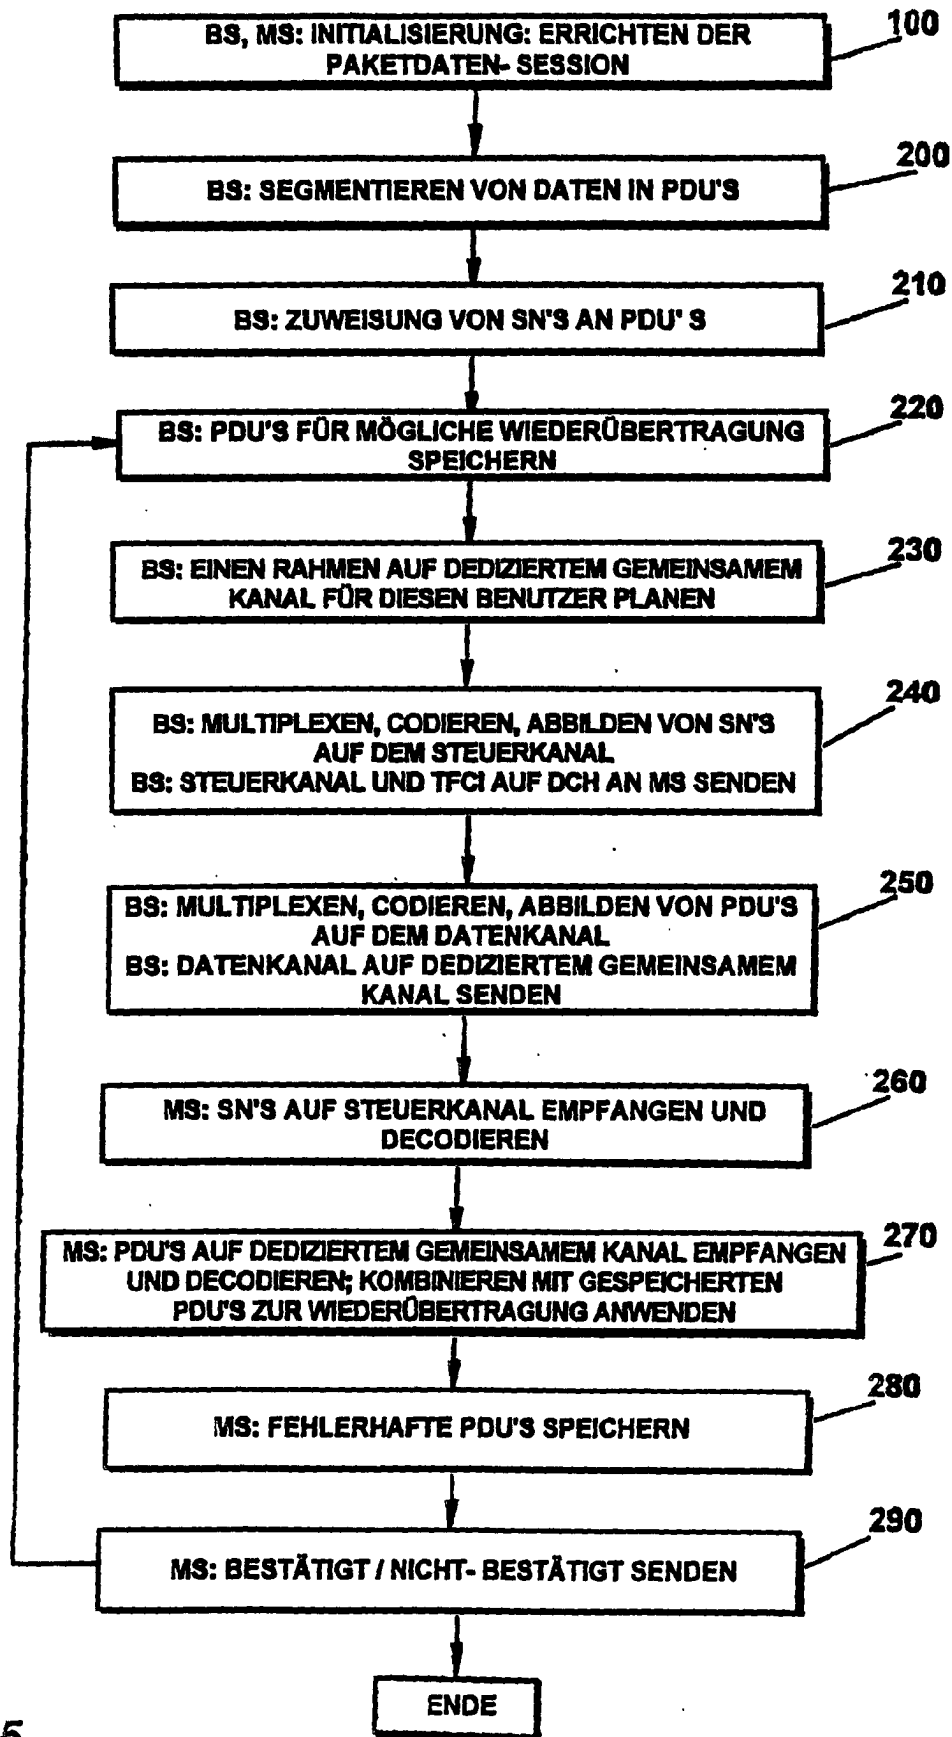 BS, MS: INITIALISIERUNG: ERRICHTEN DER
PAKETDATEN- SESSION
100
BS: SEGMENTIEREN VON DATEN IN PDU'S
200
BS: ZUWEISUNG VON SN'S AN PDU' S
210
BS: PDU'S FÜR MÖGLICHE WIEDERÜBERTRAGUNG
SPEICHERN
220
BS: EINEN RAHMEN AUF DEDIZIERTEM GEMEINSAMEM
KANAL FÜR DIESEN BENUTZER PLANEN
230
BS: MULTIPLEXEN, CODIEREN, ABBILDEN VON SN'S
AUF DEM STEUERKANAL
BS: STEUERKANAL UND TFCI AUF DCH AN MS SENDEN
240
BS: MULTIPLEXEN, CODIEREN, ABBILDEN VON PDU'S
AUF DEM DATENKANAL
BS: DATENKANAL AUF DEDIZIERTEM GEMEINSAMEM
KANAL SENDEN
250
MS: SN'S AUF STEUERKANAL EMPFANGEN UND
DECODIEREN
260
MS: PDU'S AUF DEDIZIERTEM GEMEINSAMEM KANAL EMPFANGEN
UND DECODIEREN; KOMBINIEREN MIT GESPEICHERTEN
PDU'S ZUR WIEDERÜBERTRAGUNG ANWENDEN
270
MS: FEHLERHAFTE PDU'S SPEICHERN
280
MS: BESTÄTIGT / NICHT- BESTÄTIGT SENDEN
290
ENDE